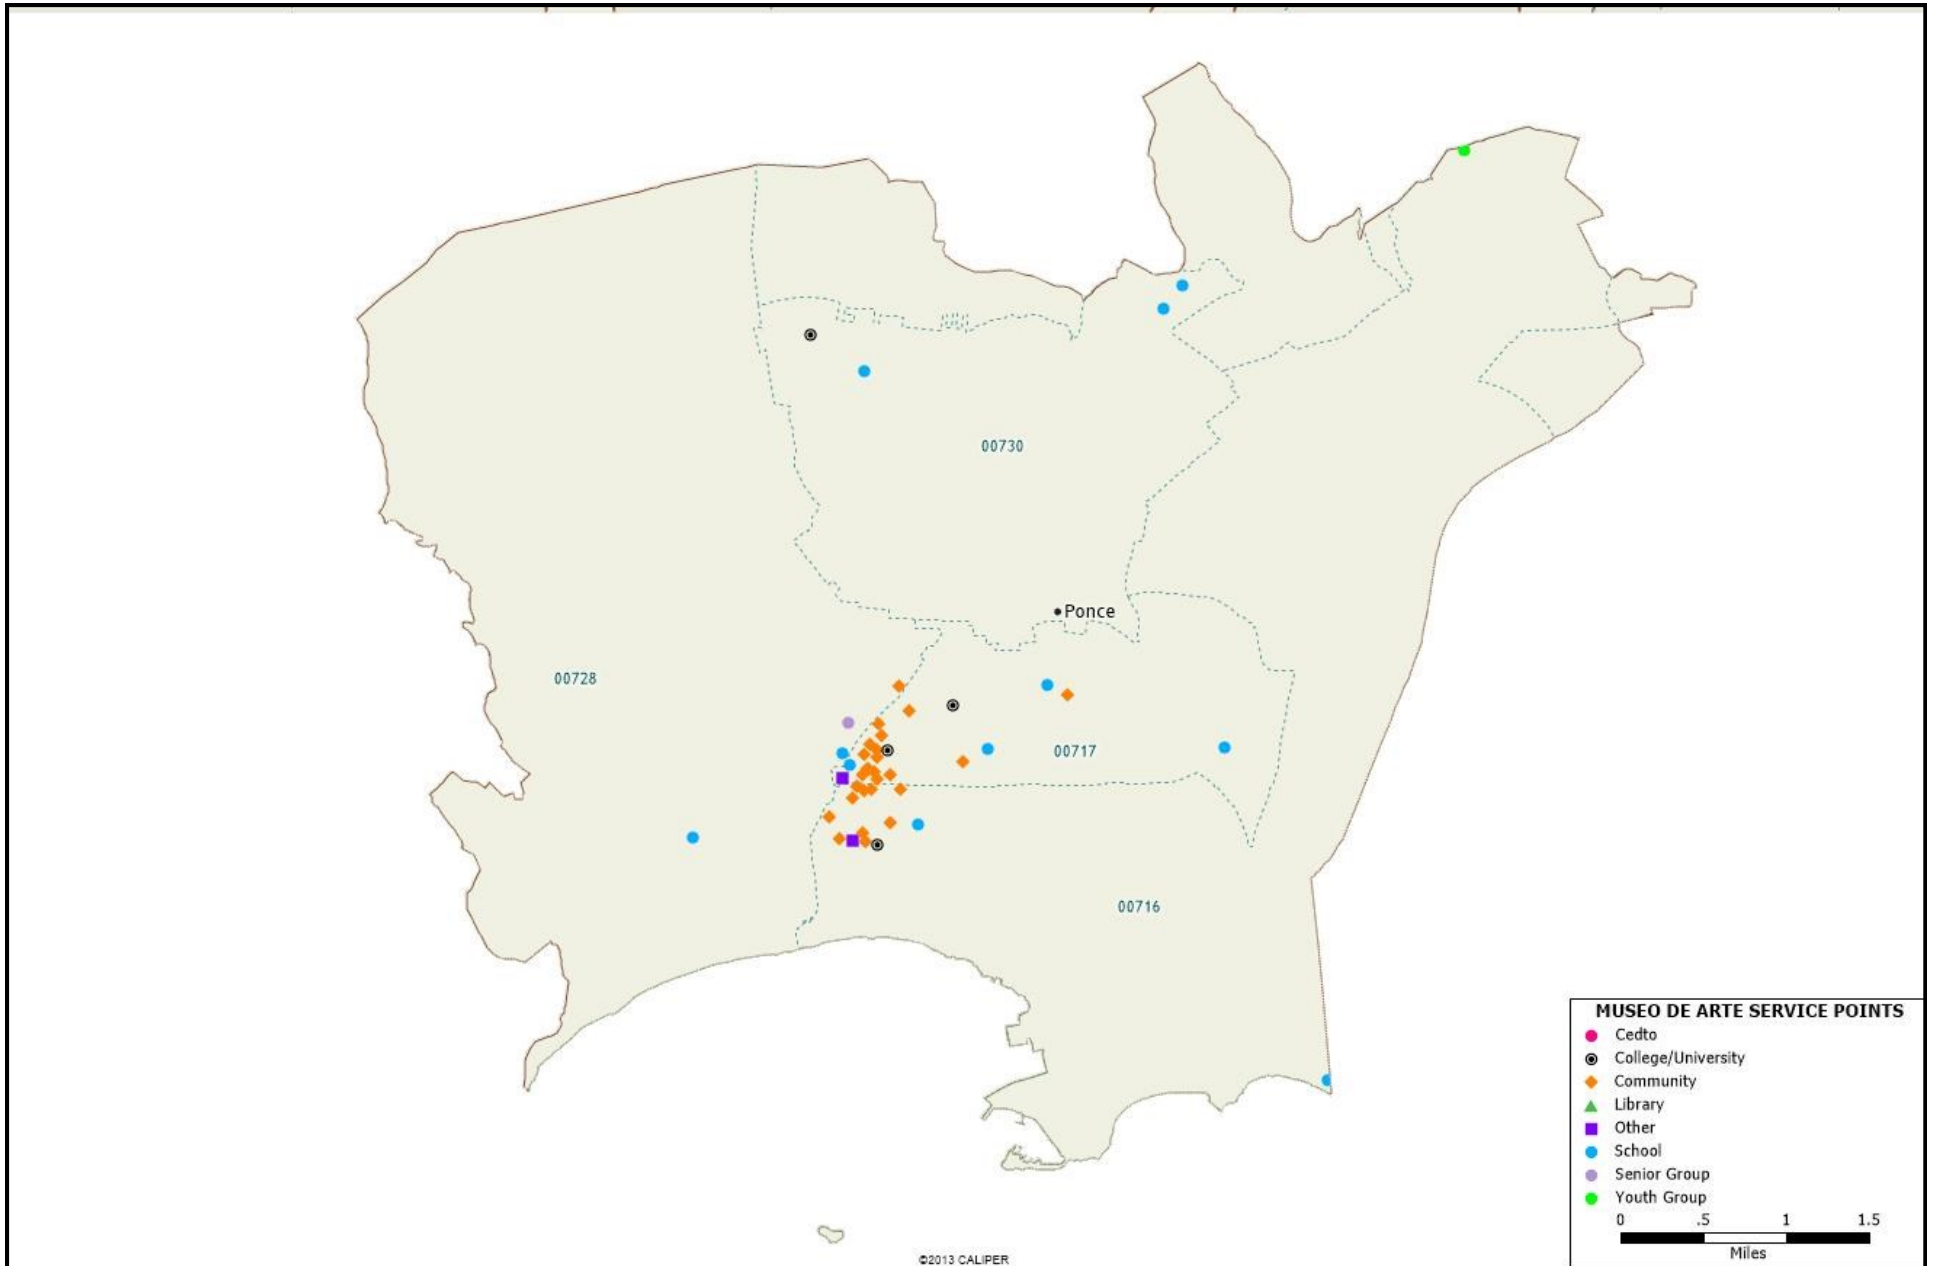 00730
Ponce
00728
00717
00716
MUSEO DE ARTE SERVICE POINTS
Cedto
College/University
Community
Library
Other
School
Senior Group
Youth Group
0 .5 1 1.5
Miles
©2013 CALIPER